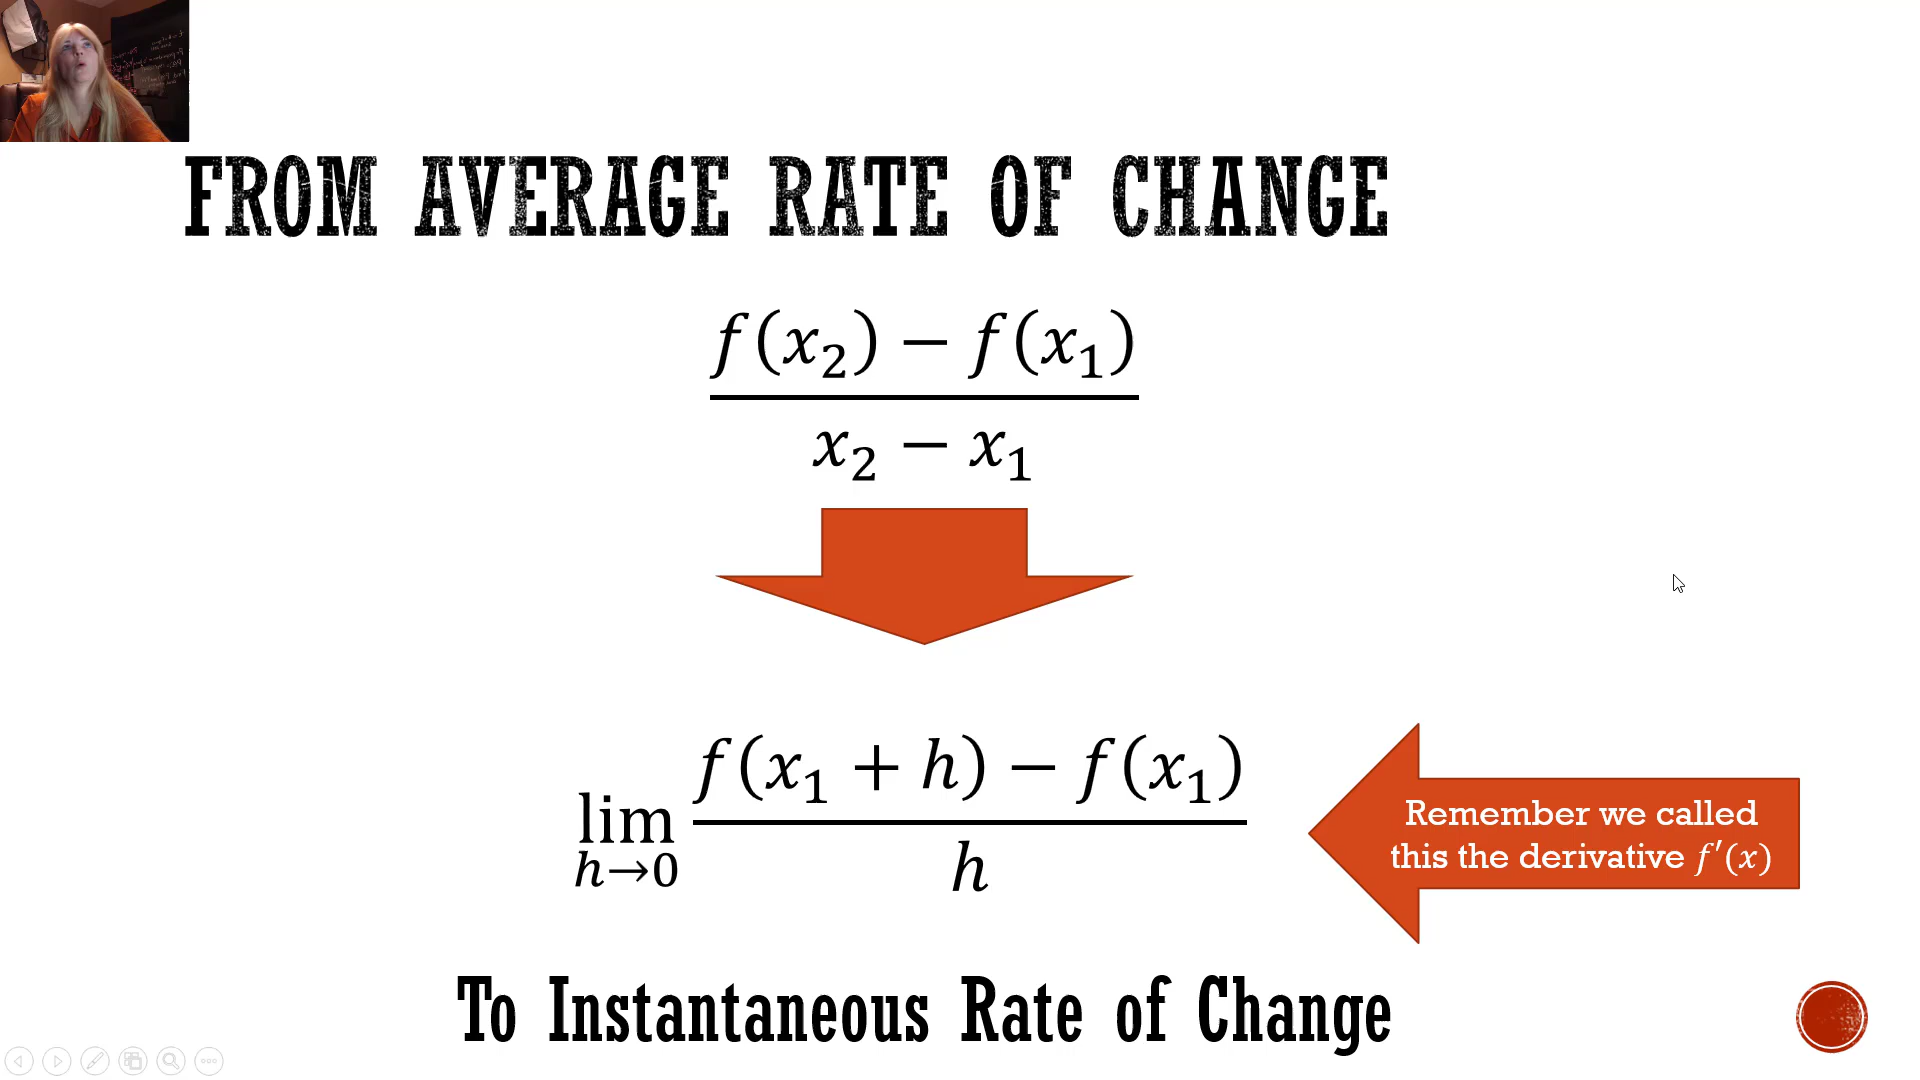 FROM AVERAGE RATE OF CHANGE
f(x₂) − f(x₁)
x₂ − x₁
f(x₁ + h) − f(x₁)
lim
h→0
h
Remember we called
this the derivative f′(x)
To Instantaneous Rate of Change